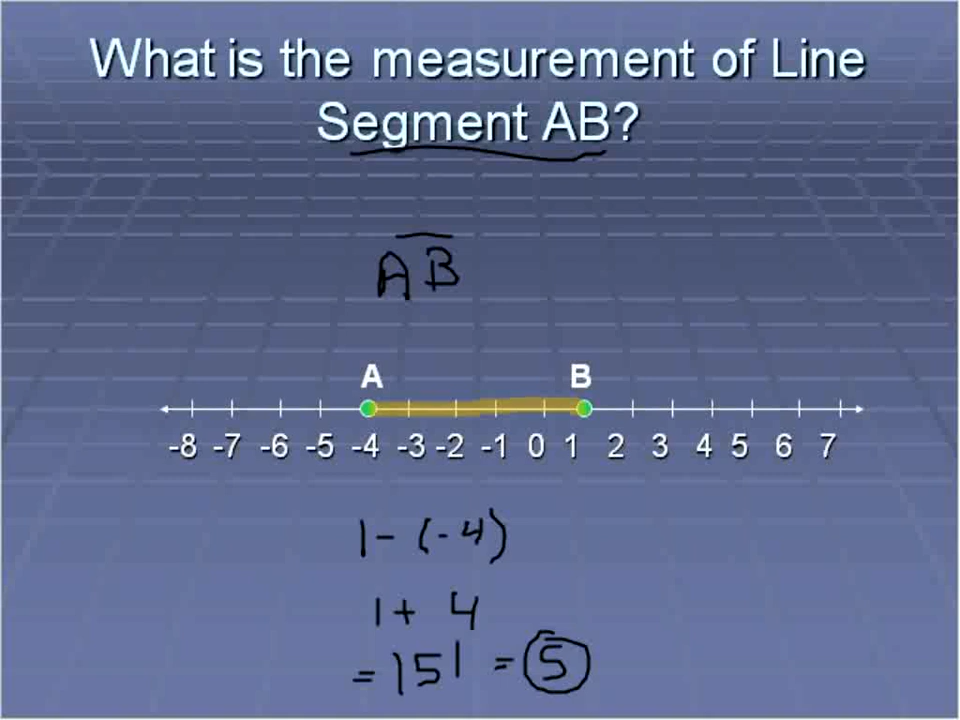 What is the measurement of Line
Segment AB?
AB
A B
-8 -7 -6 -5 -4 -3 -2 -1 0 1 2 3 4 5 6 7
1 - (-4)
1 + 4
= |5| = 5